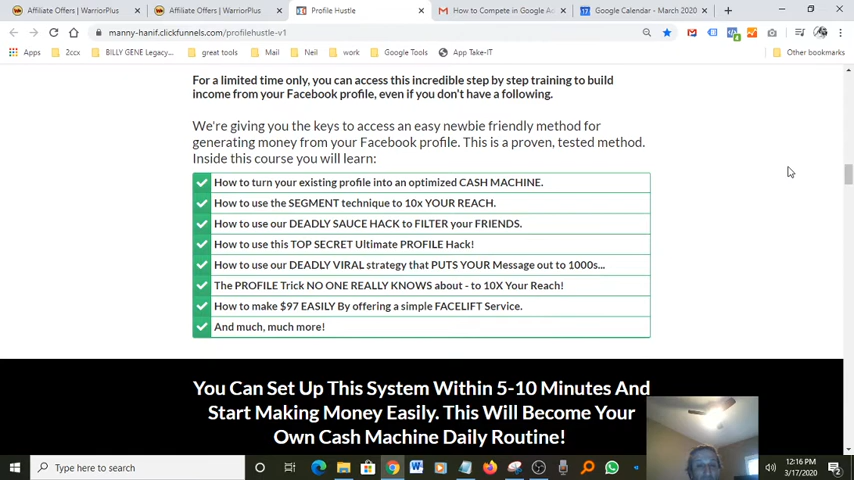 Affiliate Offers | WarriorPlus
Affiliate Offers | WarriorPlus
Profile Hustle
How to Compete in Google Ad
Google Calendar - March 2020
manny-hanif.clickfunnels.com/profilehustle-v1
Apps
2ccx
BILLY GENE Legacy...
great tools
Mail
Neil
work
Google Tools
App Take-IT
Other bookmarks
For a limited time only, you can access this incredible step by step training to build
income from your Facebook profile, even if you don't have a following.
We're giving you the keys to access an easy newbie friendly method for
generating money from your Facebook profile. This is a proven, tested method.
Inside this course you will learn:
How to turn your existing profile into an optimized CASH MACHINE.
How to use the SEGMENT technique to 10x YOUR REACH.
How to use our DEADLY SAUCE HACK to FILTER your FRIENDS.
How to use this TOP SECRET Ultimate PROFILE Hack!
How to use our DEADLY VIRAL strategy that PUTS YOUR Message out to 1000s...
The PROFILE Trick NO ONE REALLY KNOWS about - to 10X Your Reach!
How to make $97 EASILY By offering a simple FACELIFT Service.
And much, much more!
You Can Set Up This System Within 5-10 Minutes And
Start Making Money Easily. This Will Become Your
Own Cash Machine Daily Routine!
Type here to search
12:16 PM
3/17/2020
2